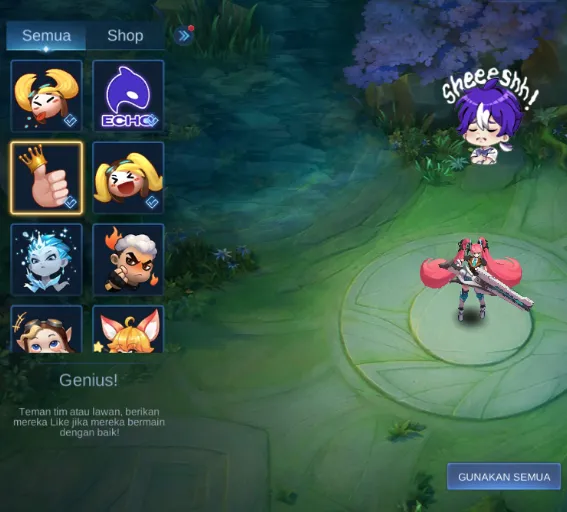 Semua
Shop
sheeeshh!
ECHO
Genius!
Teman tim atau lawan, berikan
mereka Like jika mereka bermain
dengan baik!
GUNAKAN SEMUA